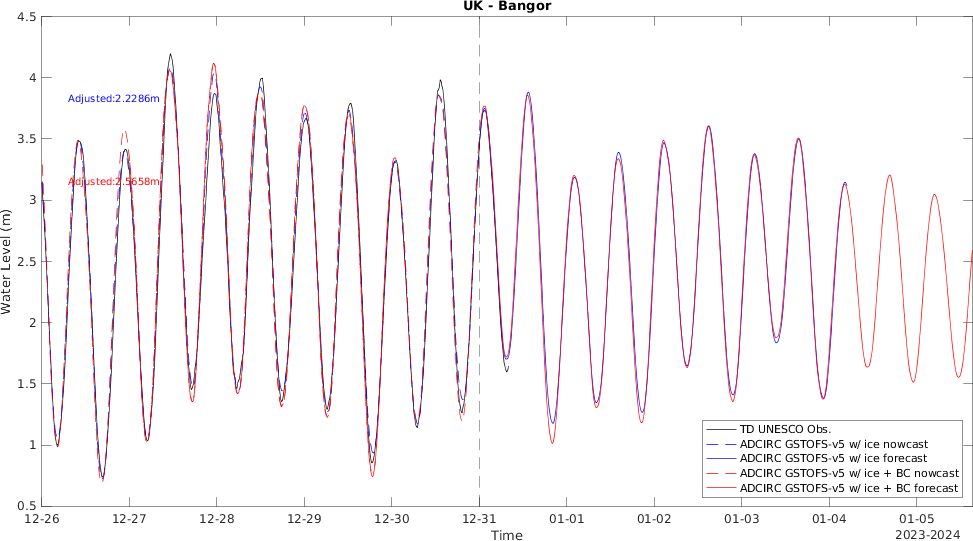 UK - Bangor
4.5
4
3.5
3
2.5
2
1.5
1
0.5
Water Level (m)
Adjusted:2.2286m
Adjusted:2.5658m
TD UNESCO Obs.
ADCIRC GSTOFS-v5 w/ ice nowcast
ADCIRC GSTOFS-v5 w/ ice forecast
ADCIRC GSTOFS-v5 w/ ice + BC nowcast
ADCIRC GSTOFS-v5 w/ ice + BC forecast
12-26 12-27 12-28 12-29 12-30 12-31 01-01 01-02 01-03 01-04 01-05
Time
2023-2024